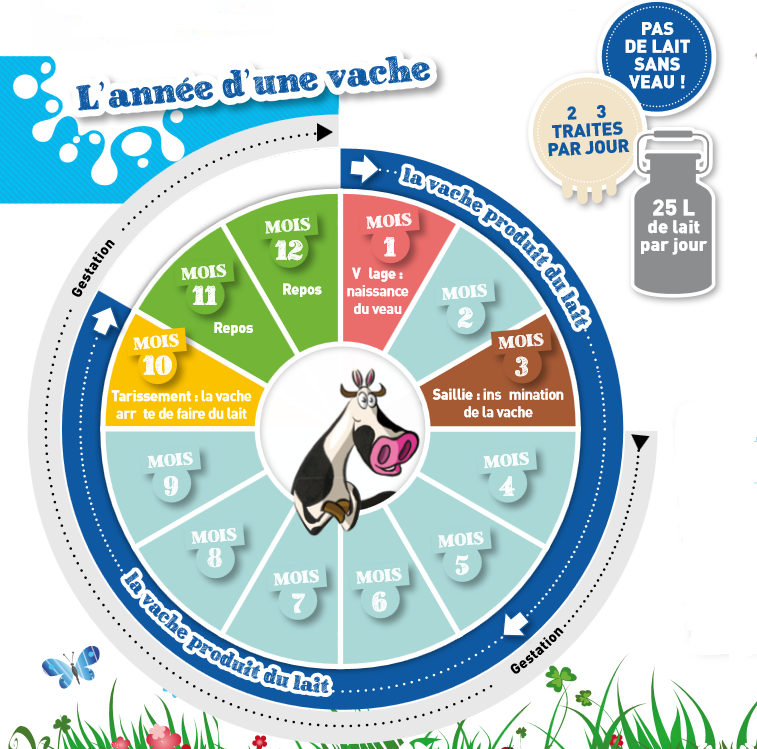 L'année d'une vache
PAS
DE LAIT
SANS
VEAU !
2 3
TRAITES
PAR JOUR
25 L
de lait
par jour
Gestation
la vache produit du lait
MOIS
1
V lage :
naissance
du veau
MOIS
2
MOIS
3
Saillie : ins mination
de la vache
MOIS
4
MOIS
5
MOIS
6
MOIS
7
MOIS
8
MOIS
9
MOIS
10
Tarissement : la vache
arr te de faire du lait
MOIS
11
Repos
MOIS
12
Repos
la vache produit du lait
Gestation